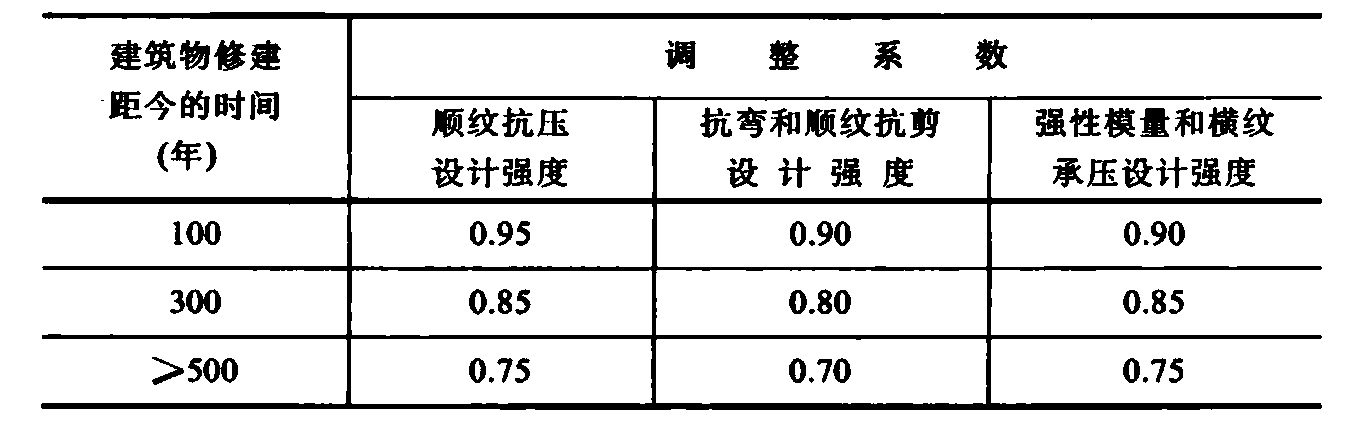 建筑物修建
距今的时间
(年)
调整系数
顺纹抗压
设计强度
抗弯和顺纹抗剪
设计强度
强性模量和横纹
承压设计强度
100 0.95 0.90 0.90
300 0.85 0.80 0.85
>500 0.75 0.70 0.75